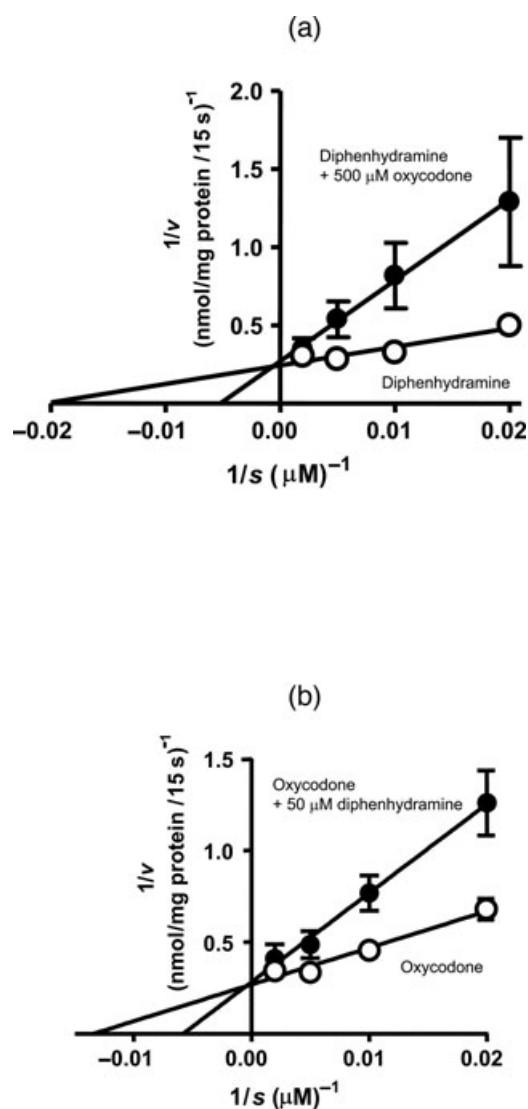 (a)
2.0
1.5
1.0
0.5
1/v
(nmol/mg protein /15 s)⁻¹
Diphenhydramine
+ 500 μM oxycodone
Diphenhydramine
–0.02
–0.01
0.00
0.01
0.02
1/s (μM)⁻¹
(b)
1.5
1.0
0.5
1/v
(nmol/mg protein /15 s)⁻¹
Oxycodone
+ 50 μM diphenhydramine
Oxycodone
–0.01
0.00
0.01
0.02
1/s (μM)⁻¹